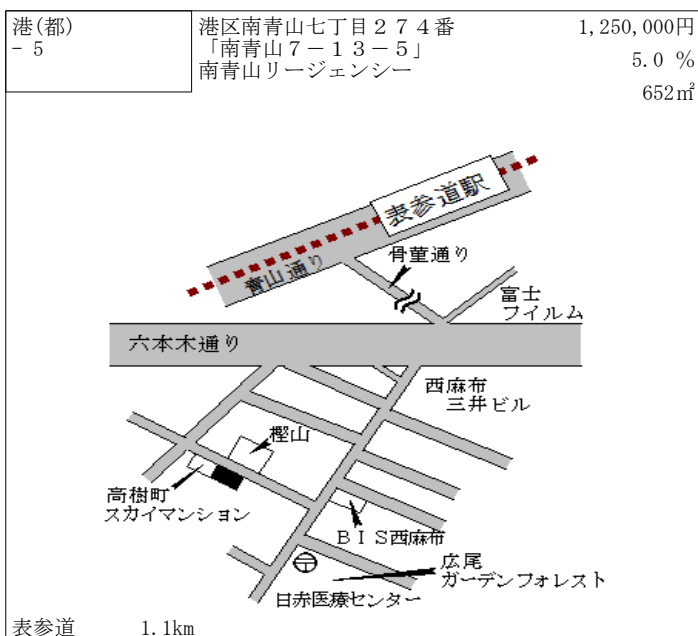 港(都)
- 5
港区南青山七丁目２７４番
「南青山７－１３－５」
南青山リージェンシー
1,250,000円
5.0 %
652㎡
表参道駅
骨董通り
青山通り
富士
フイルム
六本木通り
西麻布
三井ビル
樫山
高樹町
スカイマンション
ＢＩＳ西麻布
広尾
ガーデンフォレスト
日赤医療センター
表参道 1.1km